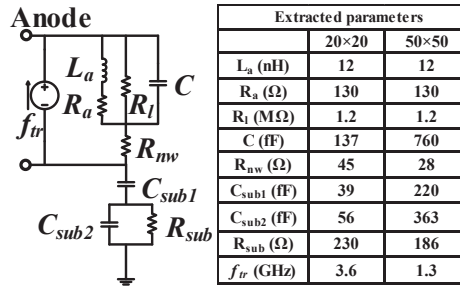 Anode
L_a
C
R_a
R_l
f_tr
R_nw
C_sub1
C_sub2
R_sub
Extracted parameters
20×20 50×50
L_a (nH) 12 12
R_a (Ω) 130 130
R_l (MΩ) 1.2 1.2
C (fF) 137 760
R_nw (Ω) 45 28
C_sub1 (fF) 39 220
C_sub2 (fF) 56 363
R_sub (Ω) 230 186
f_tr (GHz) 3.6 1.3